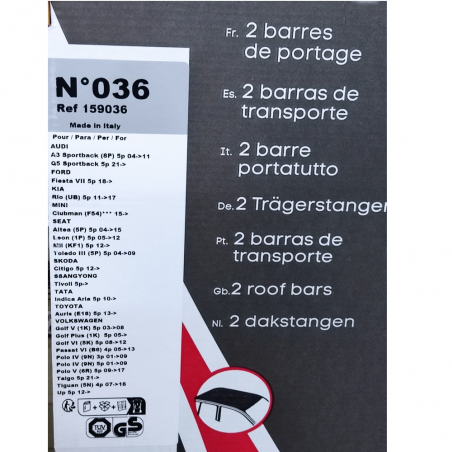 N°036
Ref 159036
Made in Italy
Pour / Para / Per / For
AUDI
A3 Sportback (8P) 5p 04->11
Sportback 5p 21->
FORD
Fiesta VII 5p 18->
KIA
Rio (UB) 5p 11->17
MINI
Clubman (F54)*** 15->
SEAT
Altea (5P) 5p 04->15
Leon (1P) 5p 05->12
Mii (KF1) 5p 12->
Toledo III (5P) 5p 04->09
SKODA
Citigo 5p 12->
SSANGYONG
Tivoli 5p->
TATA
Indica Aria 5p 10->
TOYOTA
Auris (E18) 5p 13->
VOLKSWAGEN
Golf V (1K) 5p 03->08
Golf Plus (1K) 5p 05->
Golf VI (5K) 5p 08->12
Passat VI (B6) 4p 05->13
Polo IV (9N) 3p 01->09
Polo IV (9N) 5p 01->09
Polo V (6R) 5p 09->17
Taigo 5p 21->
Tiguan (5N) 4p 07->16
Up 5p 12->
TÜV
GS
Fr. 2 barres
de portage
Es. 2 barras de
transporte
It. 2 barre
portatutto
De. 2 Trägerstangen
Pt. 2 barras de
transporte
Gb. 2 roof bars
Nl. 2 dakstangen